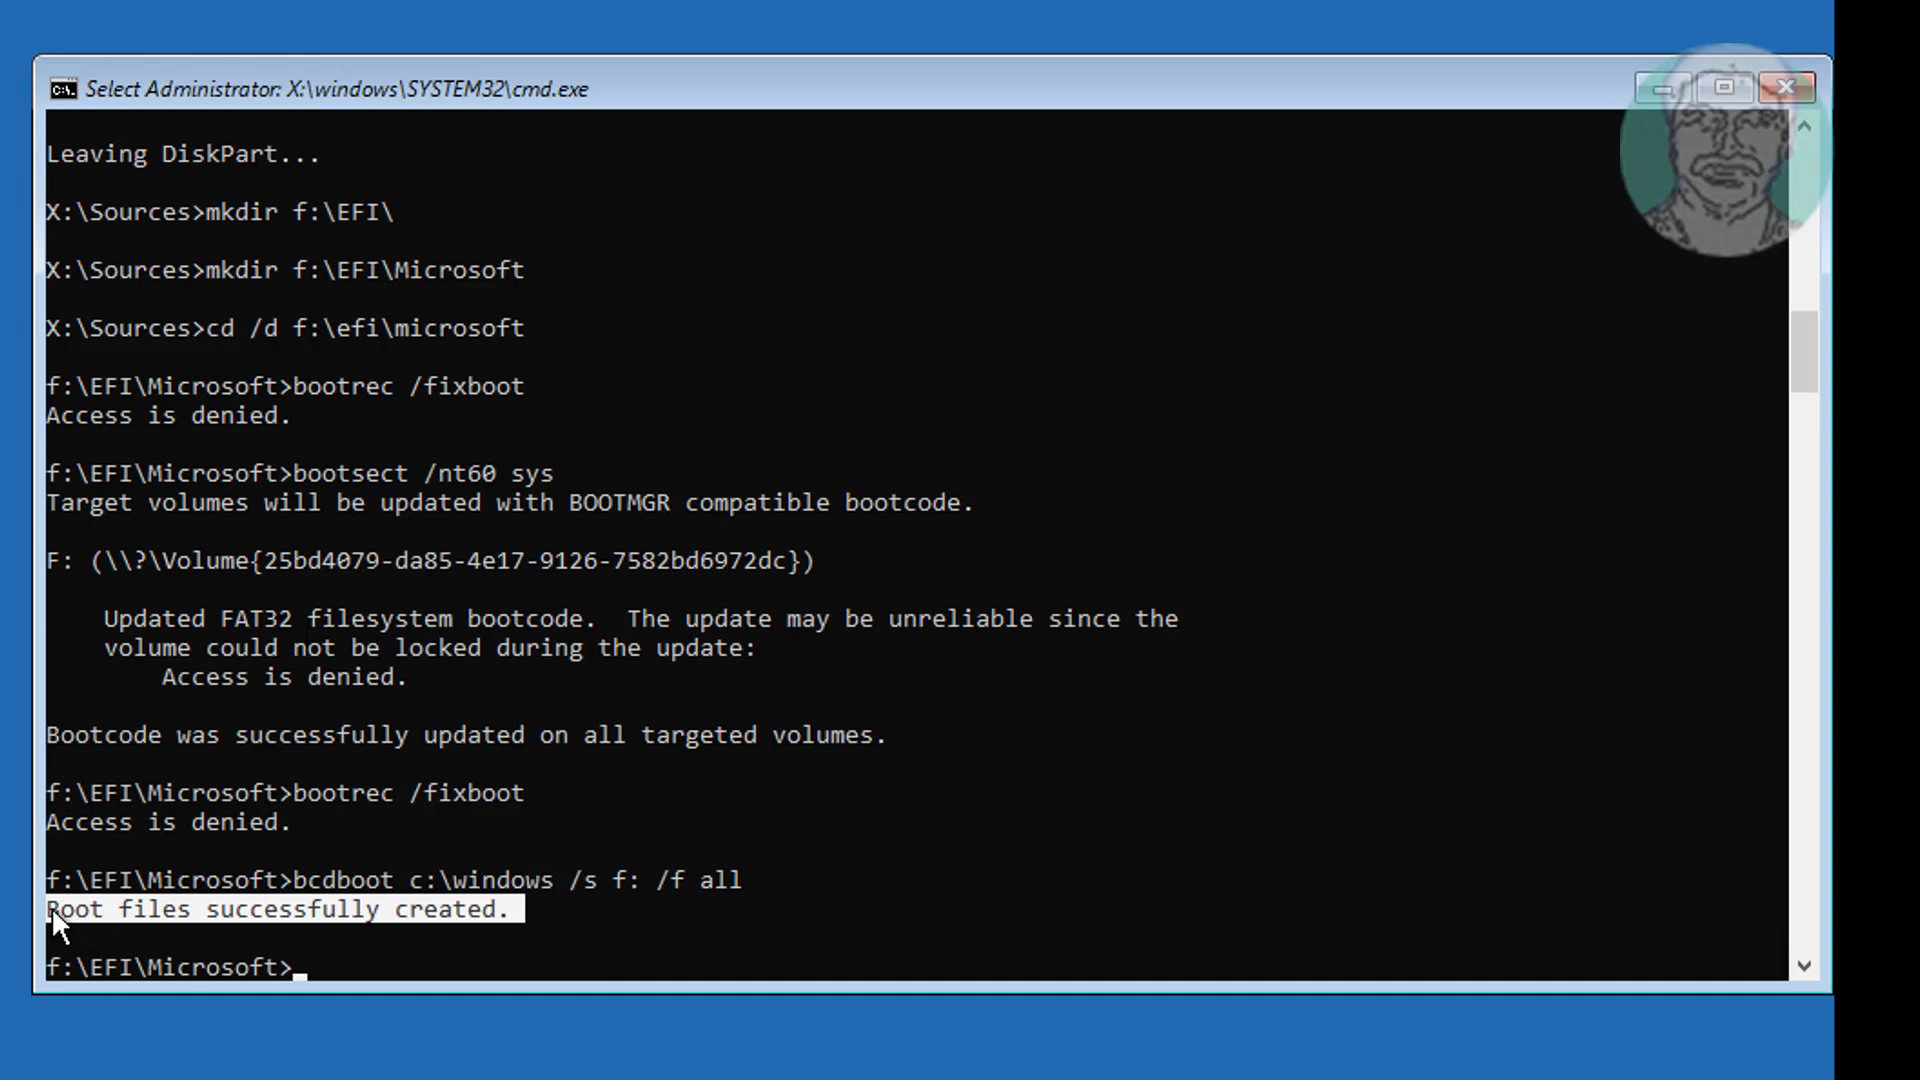 Select Administrator: X:\windows\SYSTEM32\cmd.exe
Leaving DiskPart...
X:\Sources>mkdir f:\EFI\
X:\Sources>mkdir f:\EFI\Microsoft
X:\Sources>cd /d f:\efi\microsoft
f:\EFI\Microsoft>bootrec /fixboot
Access is denied.
f:\EFI\Microsoft>bootsect /nt60 sys
Target volumes will be updated with BOOTMGR compatible bootcode.
F: (\\?\Volume{25bd4079-da85-4e17-9126-7582bd6972dc})
Updated FAT32 filesystem bootcode.  The update may be unreliable since the
volume could not be locked during the update:
Access is denied.
Bootcode was successfully updated on all targeted volumes.
f:\EFI\Microsoft>bootrec /fixboot
Access is denied.
f:\EFI\Microsoft>bcdboot c:\windows /s f: /f all
Boot files successfully created.
f:\EFI\Microsoft>